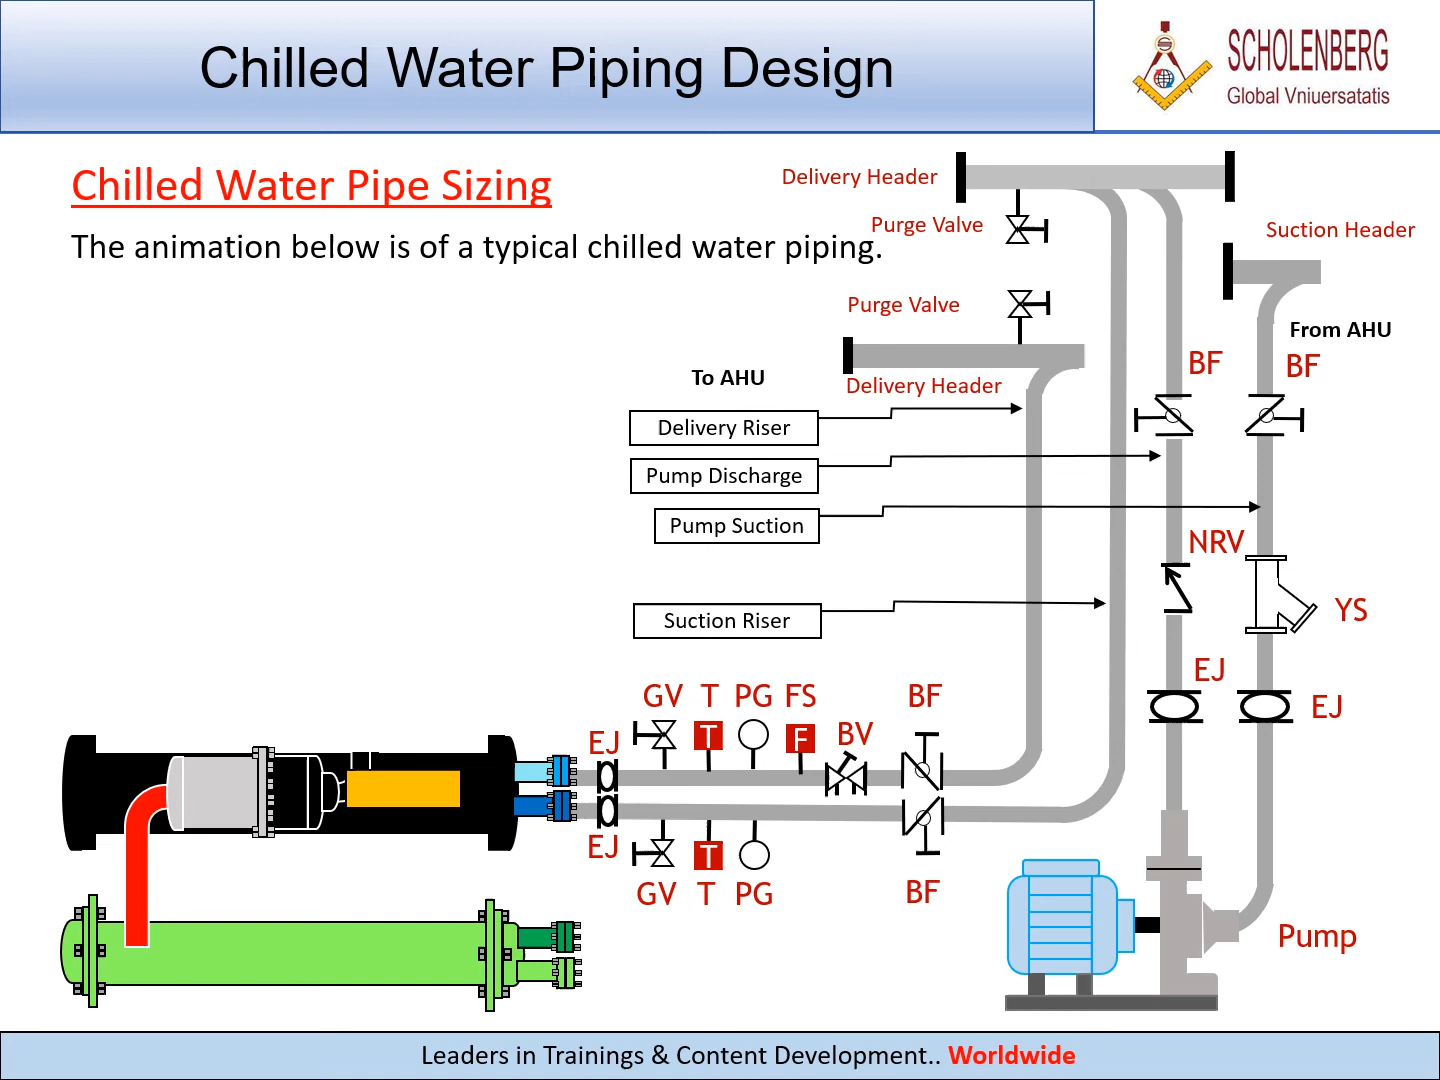 Chilled Water Piping Design
SCHOLENBERG
Global Vniuersatatis
Chilled Water Pipe Sizing
The animation below is of a typical chilled water piping.
Delivery Header
Purge Valve
Suction Header
Purge Valve
From AHU
To AHU
Delivery Header
BF
BF
Delivery Riser
Pump Discharge
Pump Suction
NRV
YS
Suction Riser
EJ
EJ
GV
T
PG
FS
BF
EJ
T
F
BV
EJ
T
GV
T
PG
BF
Pump
Leaders in Trainings & Content Development.. Worldwide